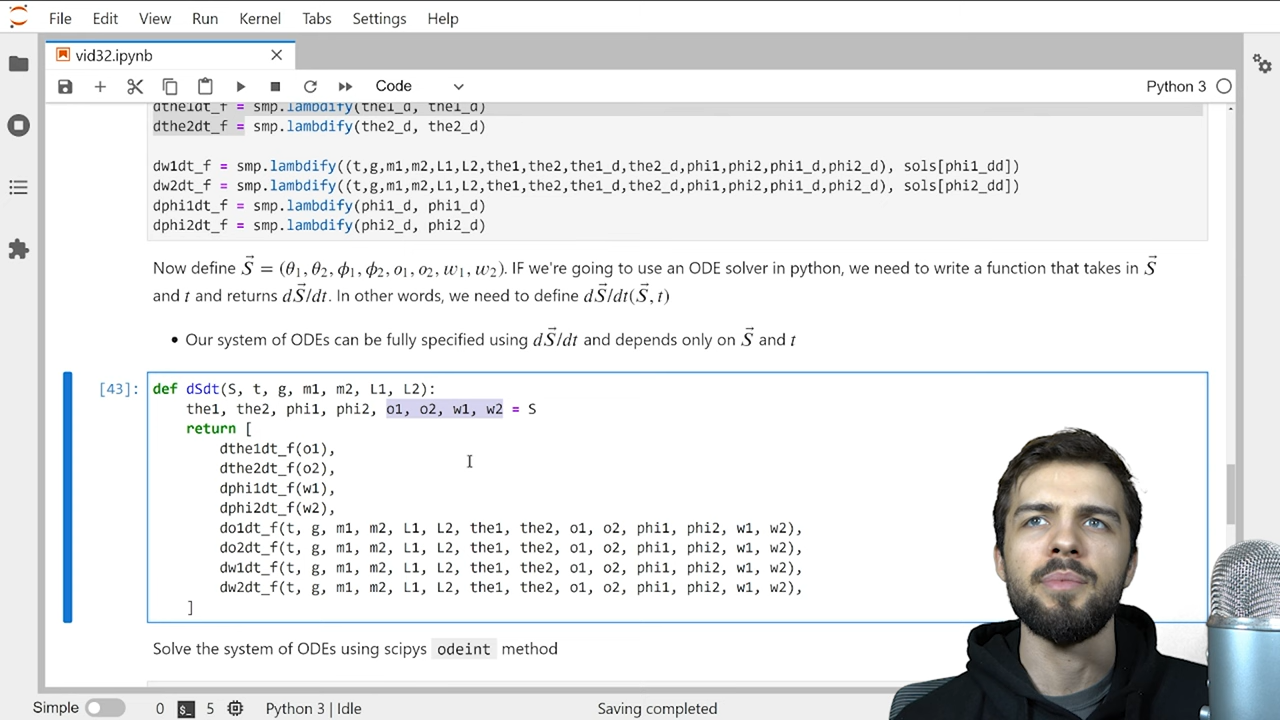 File Edit View Run Kernel Tabs Settings Help
vid32.ipynb
Code
Python 3
dthe1dt_f = smp.lambdify(the1_d, the1_d)
dthe2dt_f = smp.lambdify(the2_d, the2_d)
dw1dt_f = smp.lambdify((t,g,m1,m2,L1,L2,the1,the2,the1_d,the2_d,phi1,phi2,phi1_d,phi2_d), sols[phi1_dd])
dw2dt_f = smp.lambdify((t,g,m1,m2,L1,L2,the1,the2,the1_d,the2_d,phi1,phi2,phi1_d,phi2_d), sols[phi2_dd])
dphi1dt_f = smp.lambdify(phi1_d, phi1_d)
dphi2dt_f = smp.lambdify(phi2_d, phi2_d)
Now define S⃗ = (θ₁, θ₂, ϕ₁, ϕ₂, o₁, o₂, w₁, w₂). IF we're going to use an ODE solver in python, we need to write a function that takes in S⃗
and t and returns dS⃗/dt. In other words, we need to define dS⃗/dt(S⃗, t)
• Our system of ODEs can be fully specified using dS⃗/dt and depends only on S⃗ and t
[43]:
def dSdt(S, t, g, m1, m2, L1, L2):
the1, the2, phi1, phi2, o1, o2, w1, w2 = S
return [
dthe1dt_f(o1),
dthe2dt_f(o2),
dphi1dt_f(w1),
dphi2dt_f(w2),
do1dt_f(t, g, m1, m2, L1, L2, the1, the2, o1, o2, phi1, phi2, w1, w2),
do2dt_f(t, g, m1, m2, L1, L2, the1, the2, o1, o2, phi1, phi2, w1, w2),
dw1dt_f(t, g, m1, m2, L1, L2, the1, the2, o1, o2, phi1, phi2, w1, w2),
dw2dt_f(t, g, m1, m2, L1, L2, the1, the2, o1, o2, phi1, phi2, w1, w2),
]
Solve the system of ODEs using scipys odeint method
Simple 0 5 Python 3 | Idle Saving completed